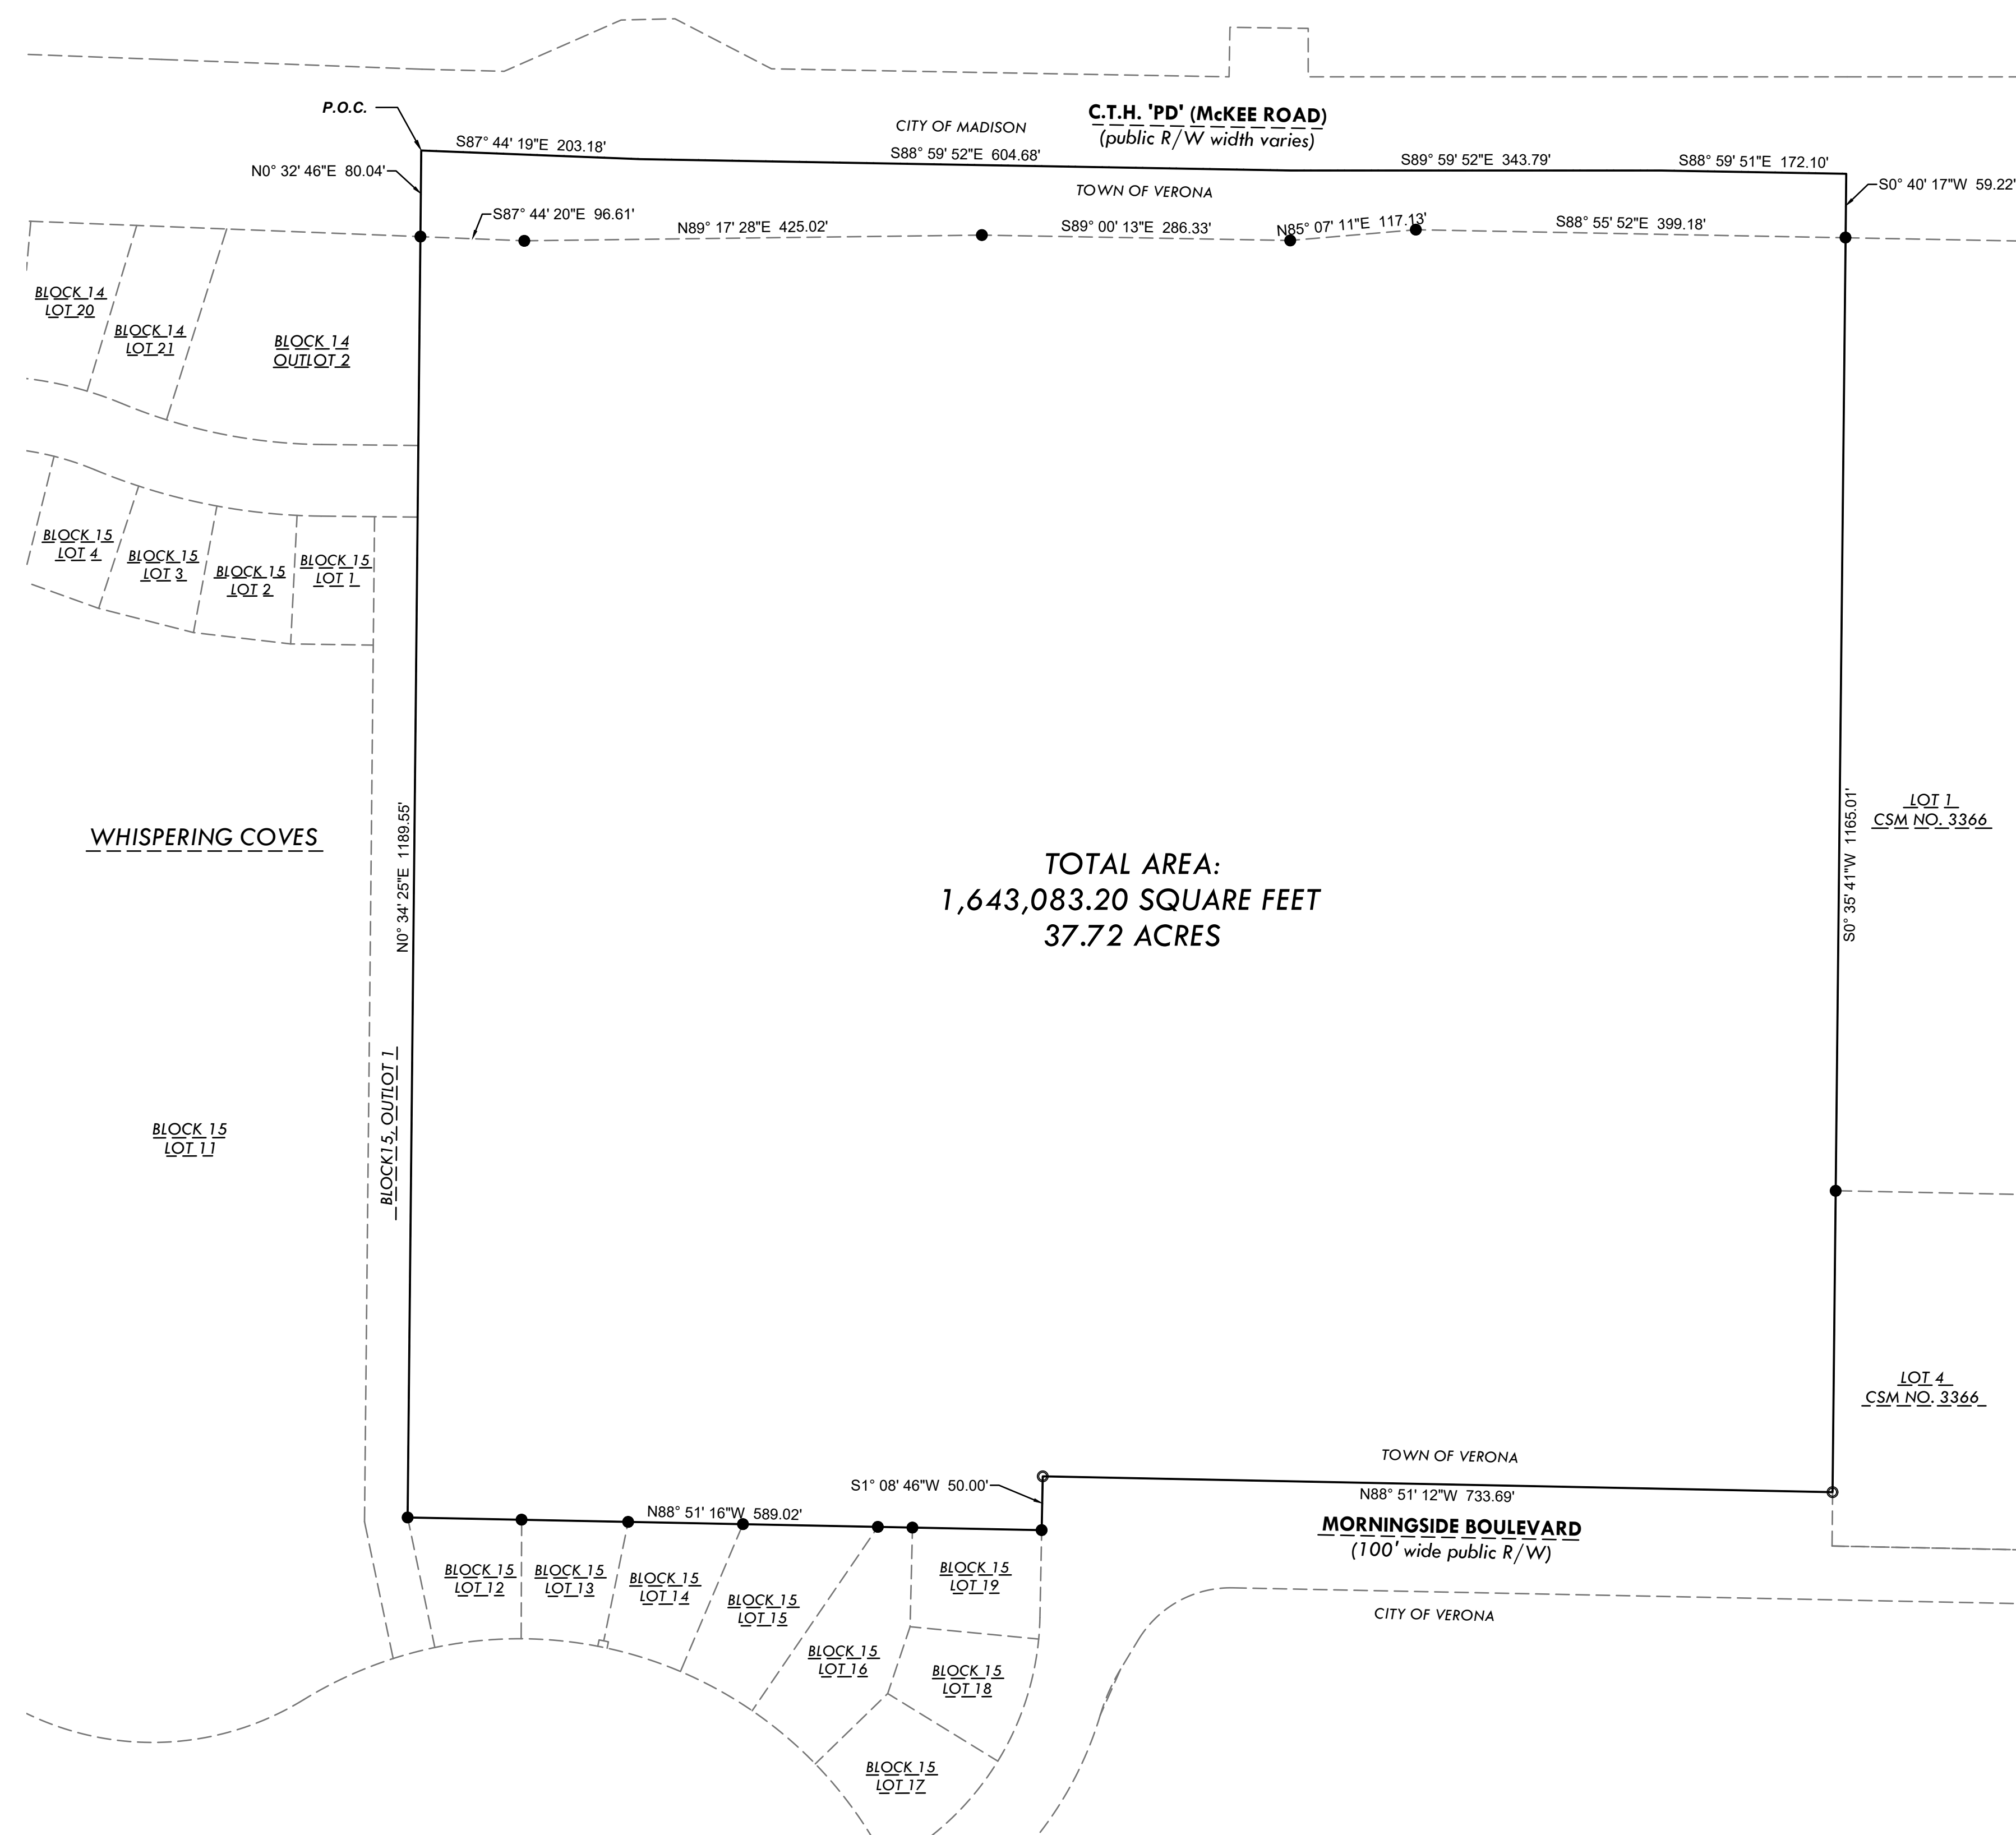 P.O.C.
C.T.H. 'PD' (McKEE ROAD)
(public R/W width varies)
CITY OF MADISON
S87° 44' 19"E 203.18'
S88° 59' 52"E 604.68'
S89° 59' 52"E 343.79'
S88° 59' 51"E 172.10'
N0° 32' 46"E 80.04'
TOWN OF VERONA
S0° 40' 17"W 59.22'
S87° 44' 20"E 96.61'
N89° 17' 28"E 425.02'
S89° 00' 13"E 286.33'
N85° 07' 11"E 117.13'
S88° 55' 52"E 399.18'
BLOCK 14
LOT 20
BLOCK 14
LOT 21
BLOCK 14
OUTLOT 2
BLOCK 15
LOT 4
BLOCK 15
LOT 3
BLOCK 15
LOT 2
BLOCK 15
LOT 1
WHISPERING COVES
N0° 34' 25"E 1189.55'
TOTAL AREA:
1,643,083.20 SQUARE FEET
37.72 ACRES
S0° 35' 41"W 1165.01'
LOT 1
CSM NO. 3366
BLOCK15, OUTLOT 1
BLOCK 15
LOT 11
LOT 4
CSM NO. 3366
TOWN OF VERONA
S1° 08' 46"W 50.00'
N88° 51' 12"W 733.69'
N88° 51' 16"W 589.02'
MORNINGSIDE BOULEVARD
(100' wide public R/W)
BLOCK 15
LOT 12
BLOCK 15
LOT 13
BLOCK 15
LOT 14
BLOCK 15
LOT 15
BLOCK 15
LOT 19
CITY OF VERONA
BLOCK 15
LOT 16
BLOCK 15
LOT 18
BLOCK 15
LOT 17